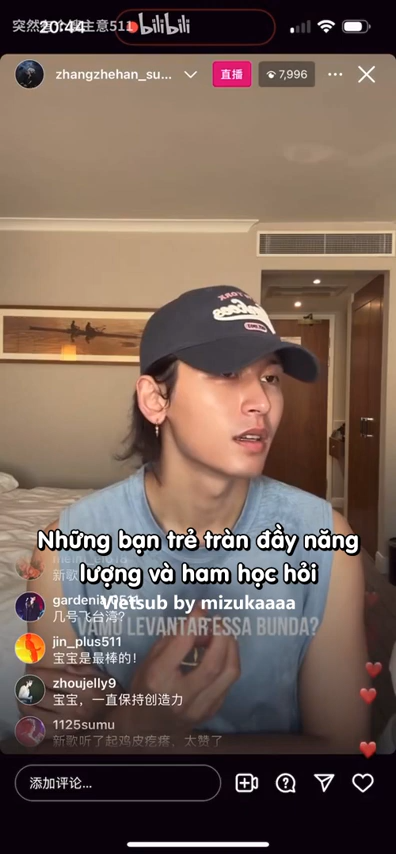 20:44
bilibili
zhangzhehan_su...
直播
7,996
Những bạn trẻ tràn đầy năng
lượng và ham học hỏi
新歌
Vietsub by mizukaaaa
几号飞台湾？
VAMO LEVANTAR ESSA BUNDA?
jin_plus511
宝宝是最棒的！
zhoujelly9
宝宝，一直保持创造力
1125sumu
新歌听了起鸡皮疙瘩，太赞了
添加评论...